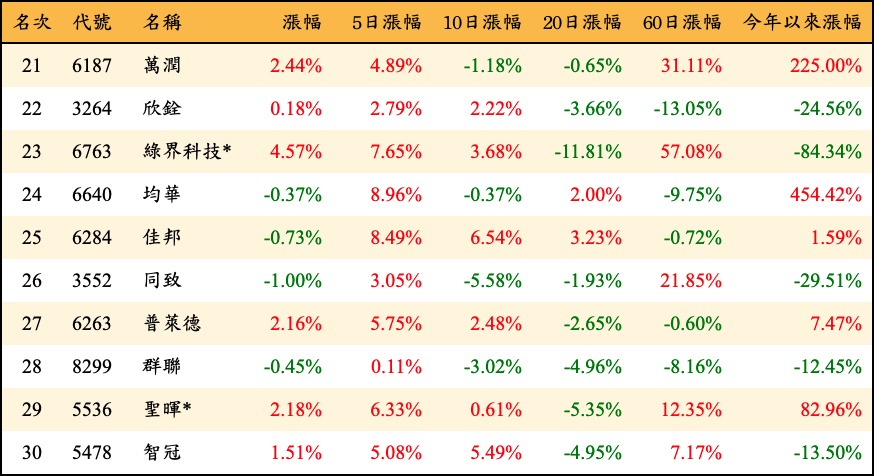 名次 代號 名稱 漲幅 5日漲幅 10日漲幅 20日漲幅 60日漲幅 今年以來漲幅
21 6187 萬潤 2.44% 4.89% -1.18% -0.65% 31.11% 225.00%
22 3264 欣銓 0.18% 2.79% 2.22% -3.66% -13.05% -24.56%
23 6763 綠界科技* 4.57% 7.65% 3.68% -11.81% 57.08% -84.34%
24 6640 均華 -0.37% 8.96% -0.37% 2.00% -9.75% 454.42%
25 6284 佳邦 -0.73% 8.49% 6.54% 3.23% -0.72% 1.59%
26 3552 同致 -1.00% 3.05% -5.58% -1.93% 21.85% -29.51%
27 6263 普萊德 2.16% 5.75% 2.48% -2.65% -0.60% 7.47%
28 8299 群聯 -0.45% 0.11% -3.02% -4.96% -8.16% -12.45%
29 5536 聖暉* 2.18% 6.33% 0.61% -5.35% 12.35% 82.96%
30 5478 智冠 1.51% 5.08% 5.49% -4.95% 7.17% -13.50%